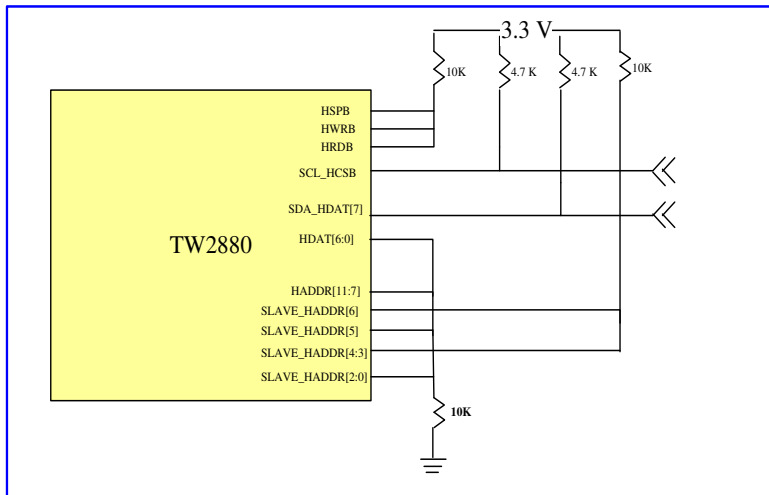 3.3 V
10K
4.7 K
4.7 K
10K
HSPB
HWRB
HRDB
SCL_HCSB
SDA_HDAT[7]
TW2880
HDAT[6:0]
HADDR[11:7]
SLAVE_HADDR[6]
SLAVE_HADDR[5]
SLAVE_HADDR[4:3]
SLAVE_HADDR[2:0]
10K